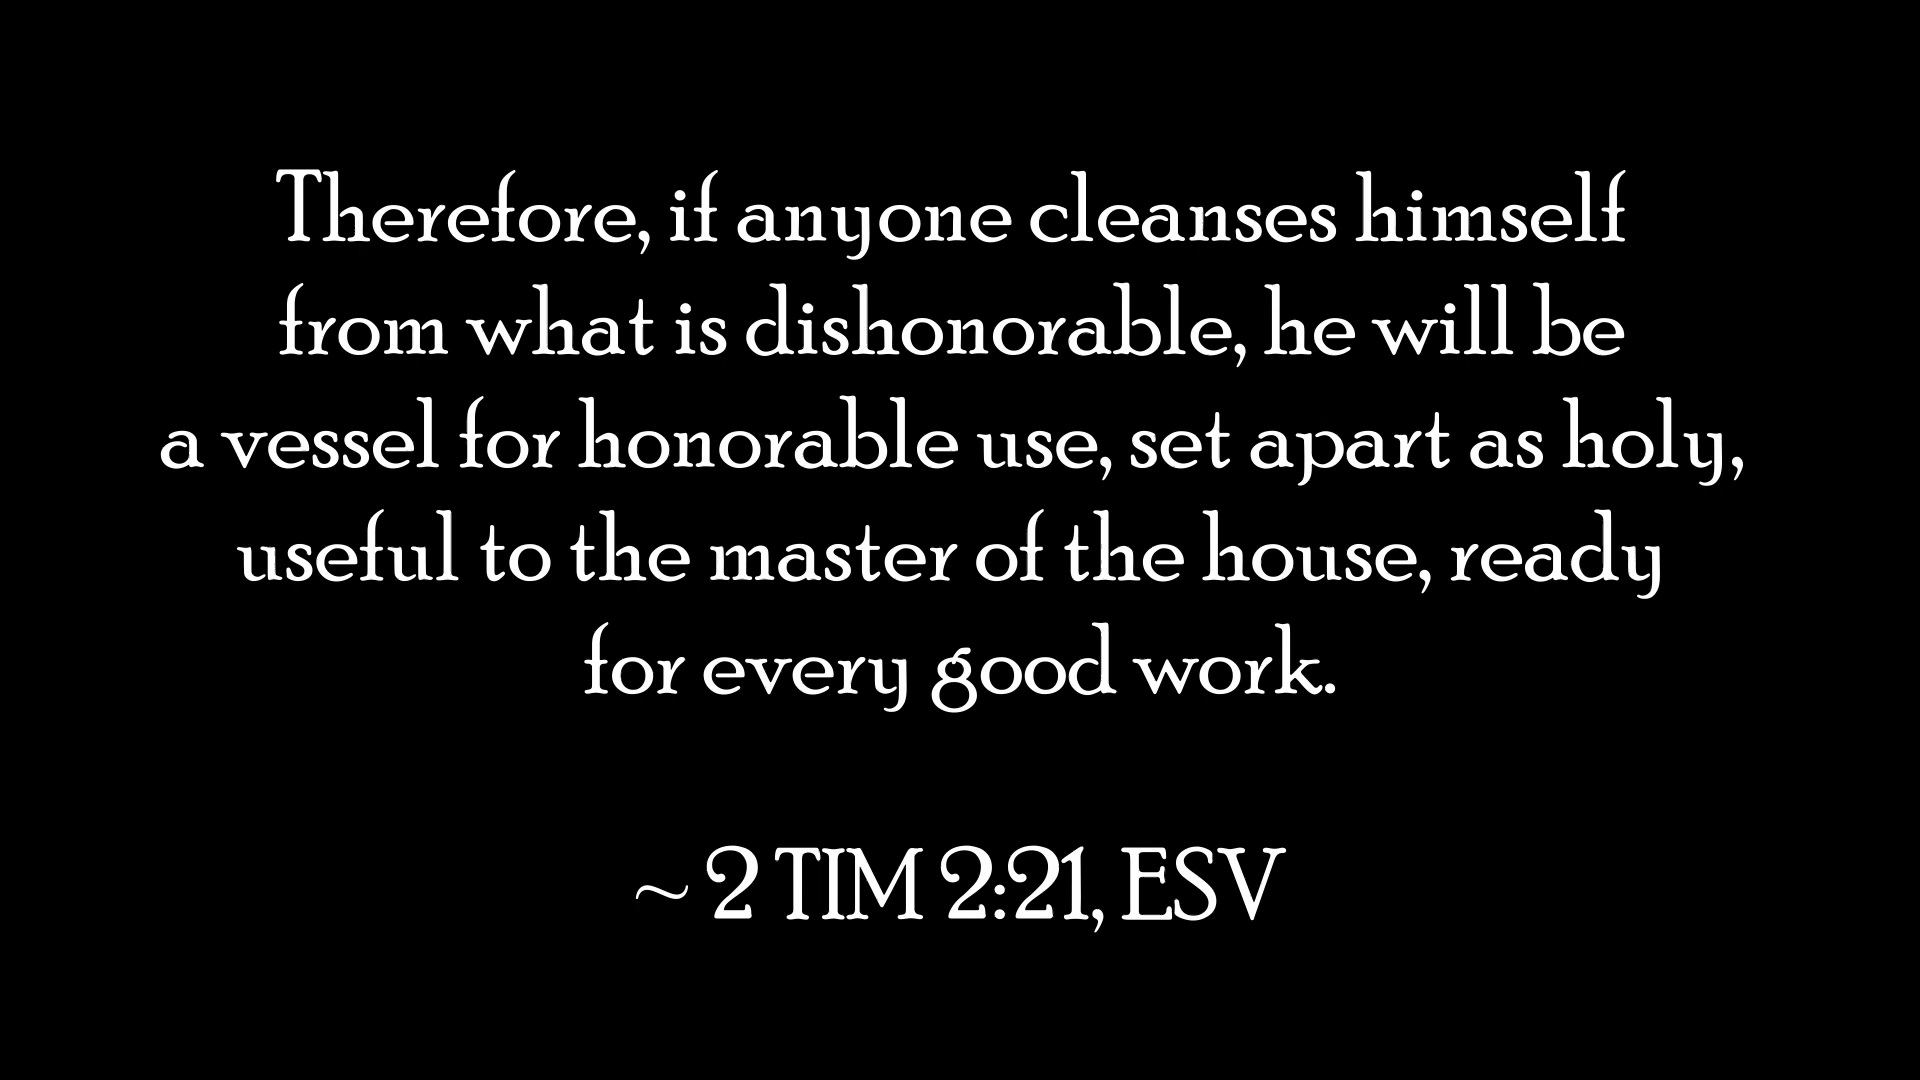 Therefore, if anyone cleanses himself
from what is dishonorable, he will be
a vessel for honorable use, set apart as holy,
useful to the master of the house, ready
for every good work.
~ 2 TIM 2:21, ESV